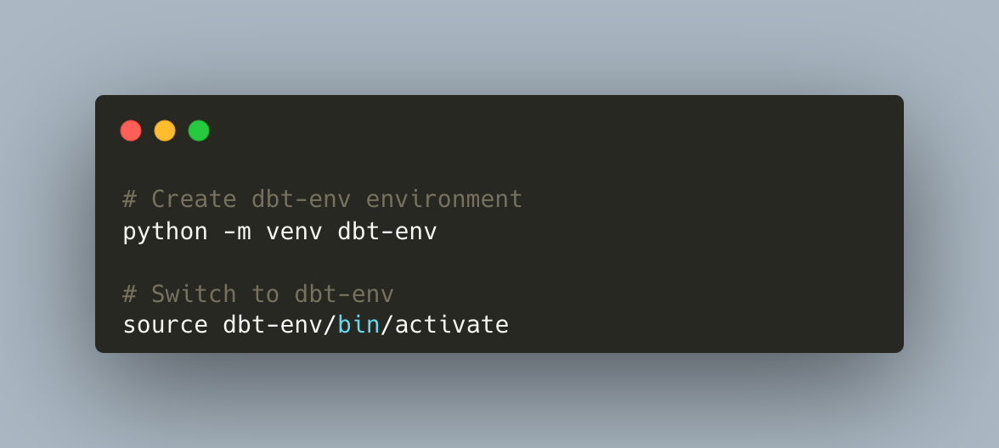 # Create dbt-env environment
python -m venv dbt-env
# Switch to dbt-env
source dbt-env/bin/activate